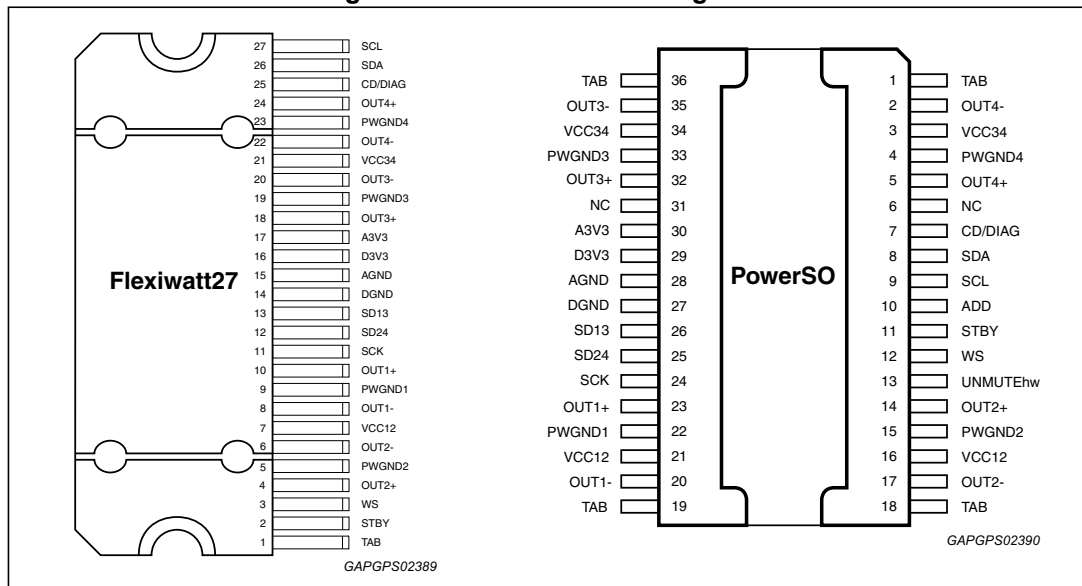 27 SCL
26 SDA
25 CD/DIAG
24 OUT4+
23 PWGND4
22 OUT4-
21 VCC34
20 OUT3-
19 PWGND3
18 OUT3+
17 A3V3
16 D3V3
15 AGND
14 DGND
13 SD13
12 SD24
11 SCK
10 OUT1+
9 PWGND1
8 OUT1-
7 VCC12
6 OUT2-
5 PWGND2
4 OUT2+
3 WS
2 STBY
1 TAB
Flexiwatt27
GAPGPS02389
TAB 36 1 TAB
OUT3- 35 2 OUT4-
VCC34 34 3 VCC34
PWGND3 33 4 PWGND4
OUT3+ 32 5 OUT4+
NC 31 6 NC
A3V3 30 7 CD/DIAG
D3V3 29 8 SDA
AGND 28 9 SCL
DGND 27 10 ADD
SD13 26 11 STBY
SD24 25 12 WS
SCK 24 13 UNMUTEhw
OUT1+ 23 14 OUT2+
PWGND1 22 15 PWGND2
VCC12 21 16 VCC12
OUT1- 20 17 OUT2-
TAB 19 18 TAB
PowerSO
GAPGPS02390